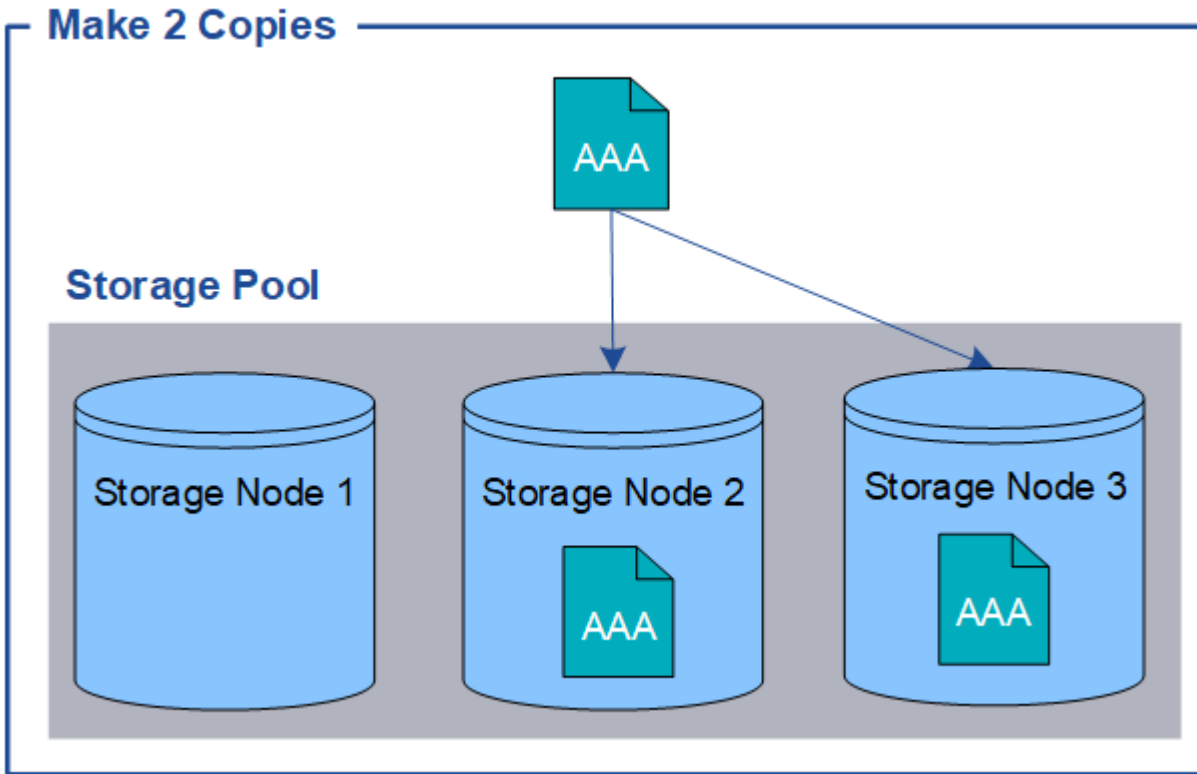 Make 2 Copies
AAA
Storage Pool
Storage Node 1
Storage Node 2
Storage Node 3
AAA
AAA